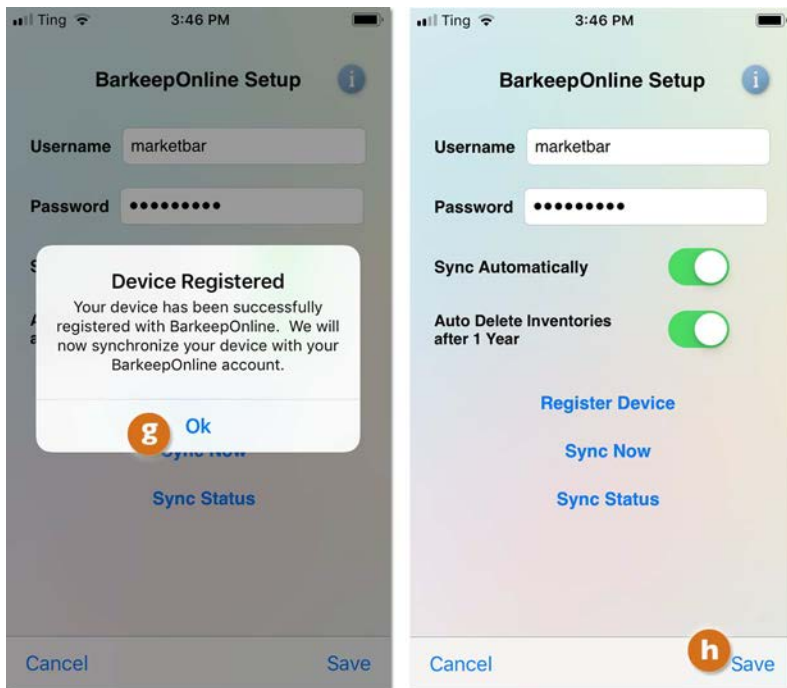 Ting 3:46 PM
BarkeepOnline Setup i
Username marketbar
Password •••••••••
S
Device Registered
Your device has been successfully
registered with BarkeepOnline. We will
now synchronize your device with your
BarkeepOnline account.
g Ok
Sync Now
Sync Status
Cancel Save
Ting 3:46 PM
BarkeepOnline Setup i
Username marketbar
Password •••••••••
Sync Automatically
Auto Delete Inventories
after 1 Year
Register Device
Sync Now
Sync Status
Cancel h Save